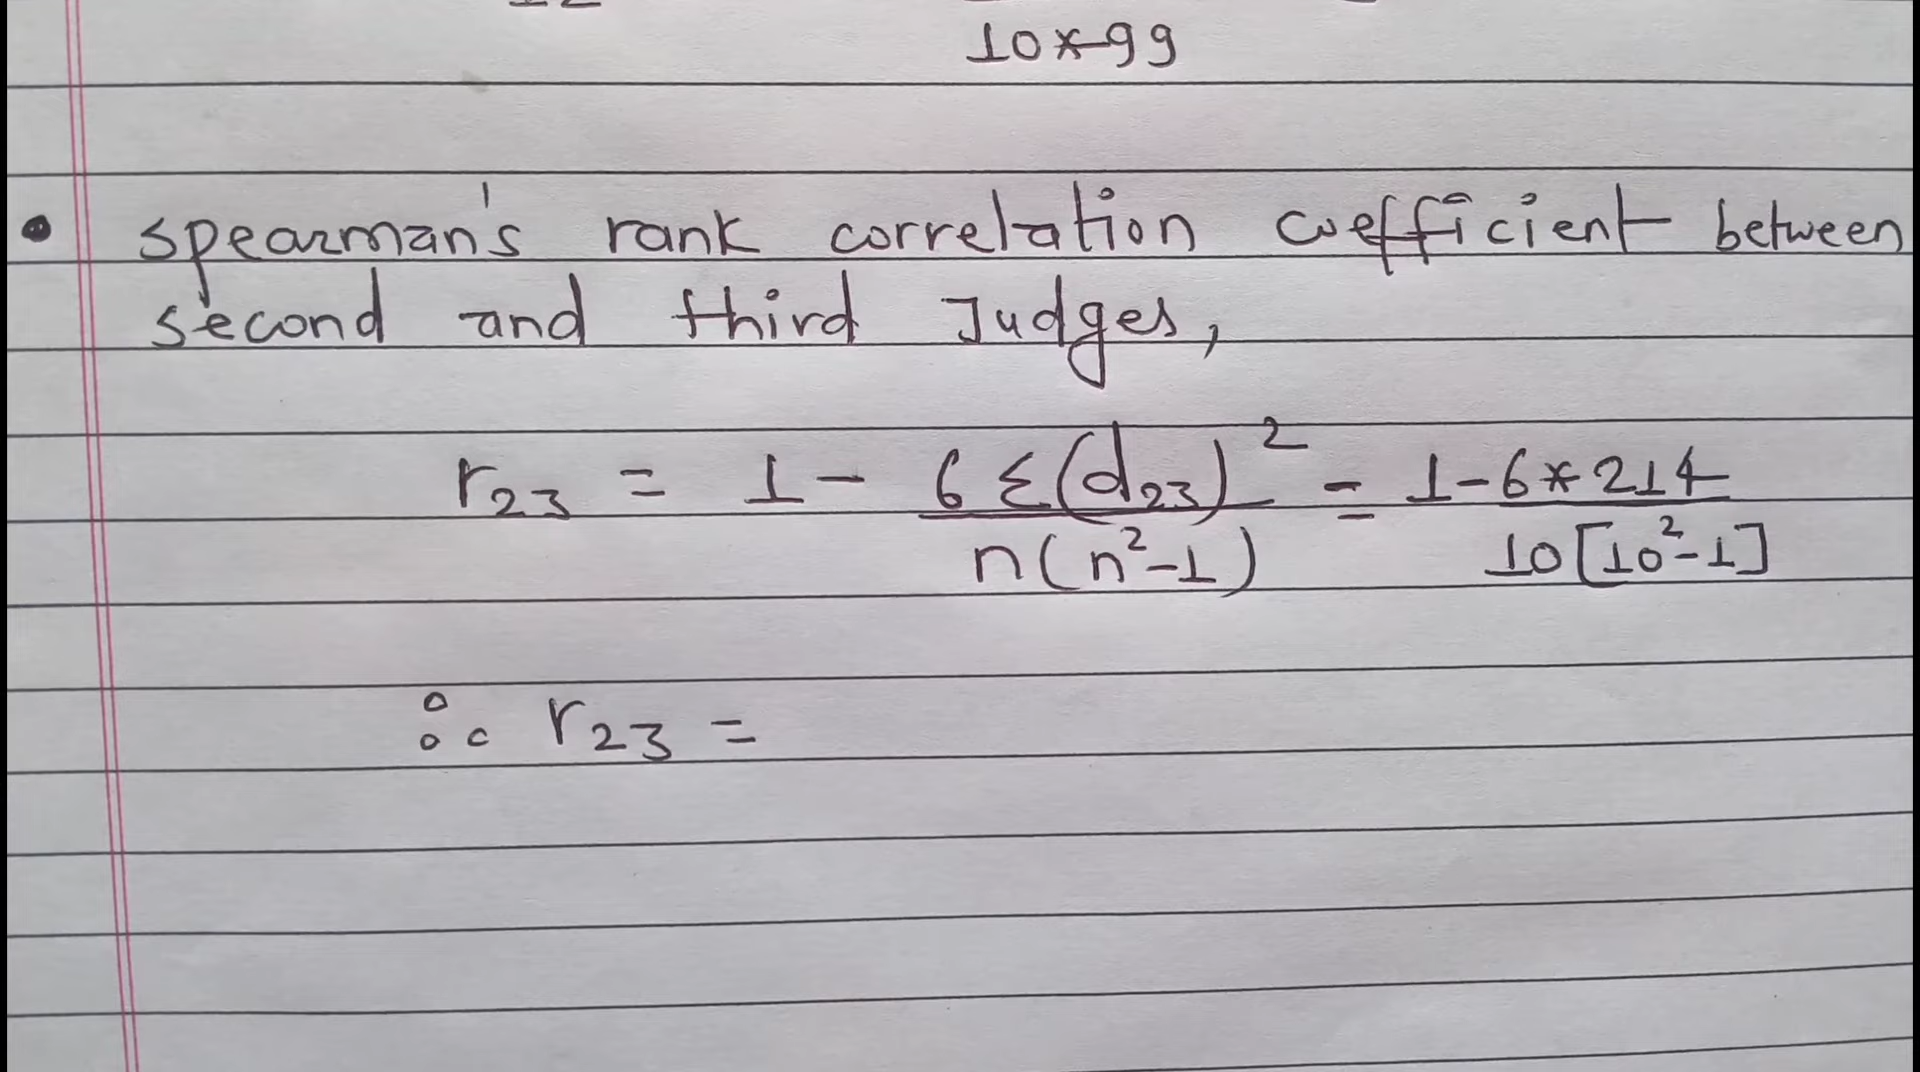 10*99
• spearman's rank correlation coefficient between
second and third Judges,
r₂₃ = 1 - 6 Σ(d₂₃)² / n(n²-1) = 1 - 6*214 / 10[10²-1]
∴ r₂₃ =